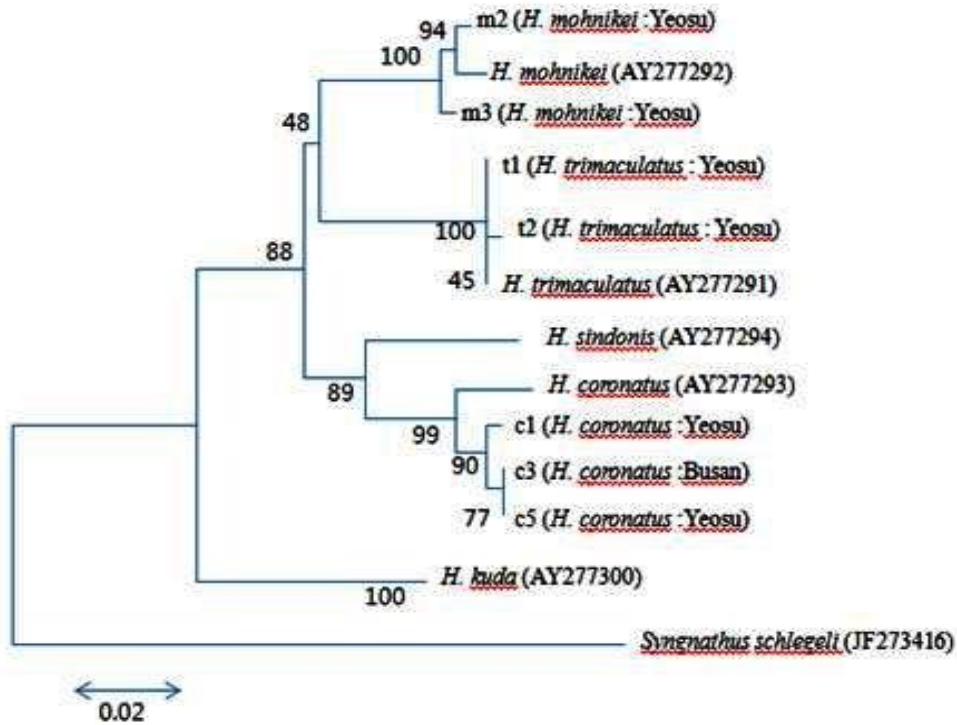 m2 (H. mohnikei :Yeosu)
94
100
H. mohnikei (AY277292)
m3 (H. mohnikei :Yeosu)
48
t1 (H. trimaculatus : Yeosu)
100
t2 (H. trimaculatus : Yeosu)
88
45
H. trimaculatus (AY277291)
H. sindonis (AY277294)
89
H. coronatus (AY277293)
99
c1 (H. coronatus :Yeosu)
90
c3 (H. coronatus :Busan)
77
c5 (H. coronatus :Yeosu)
H. kuda (AY277300)
100
Syngnathus schlegeli (JF273416)
0.02